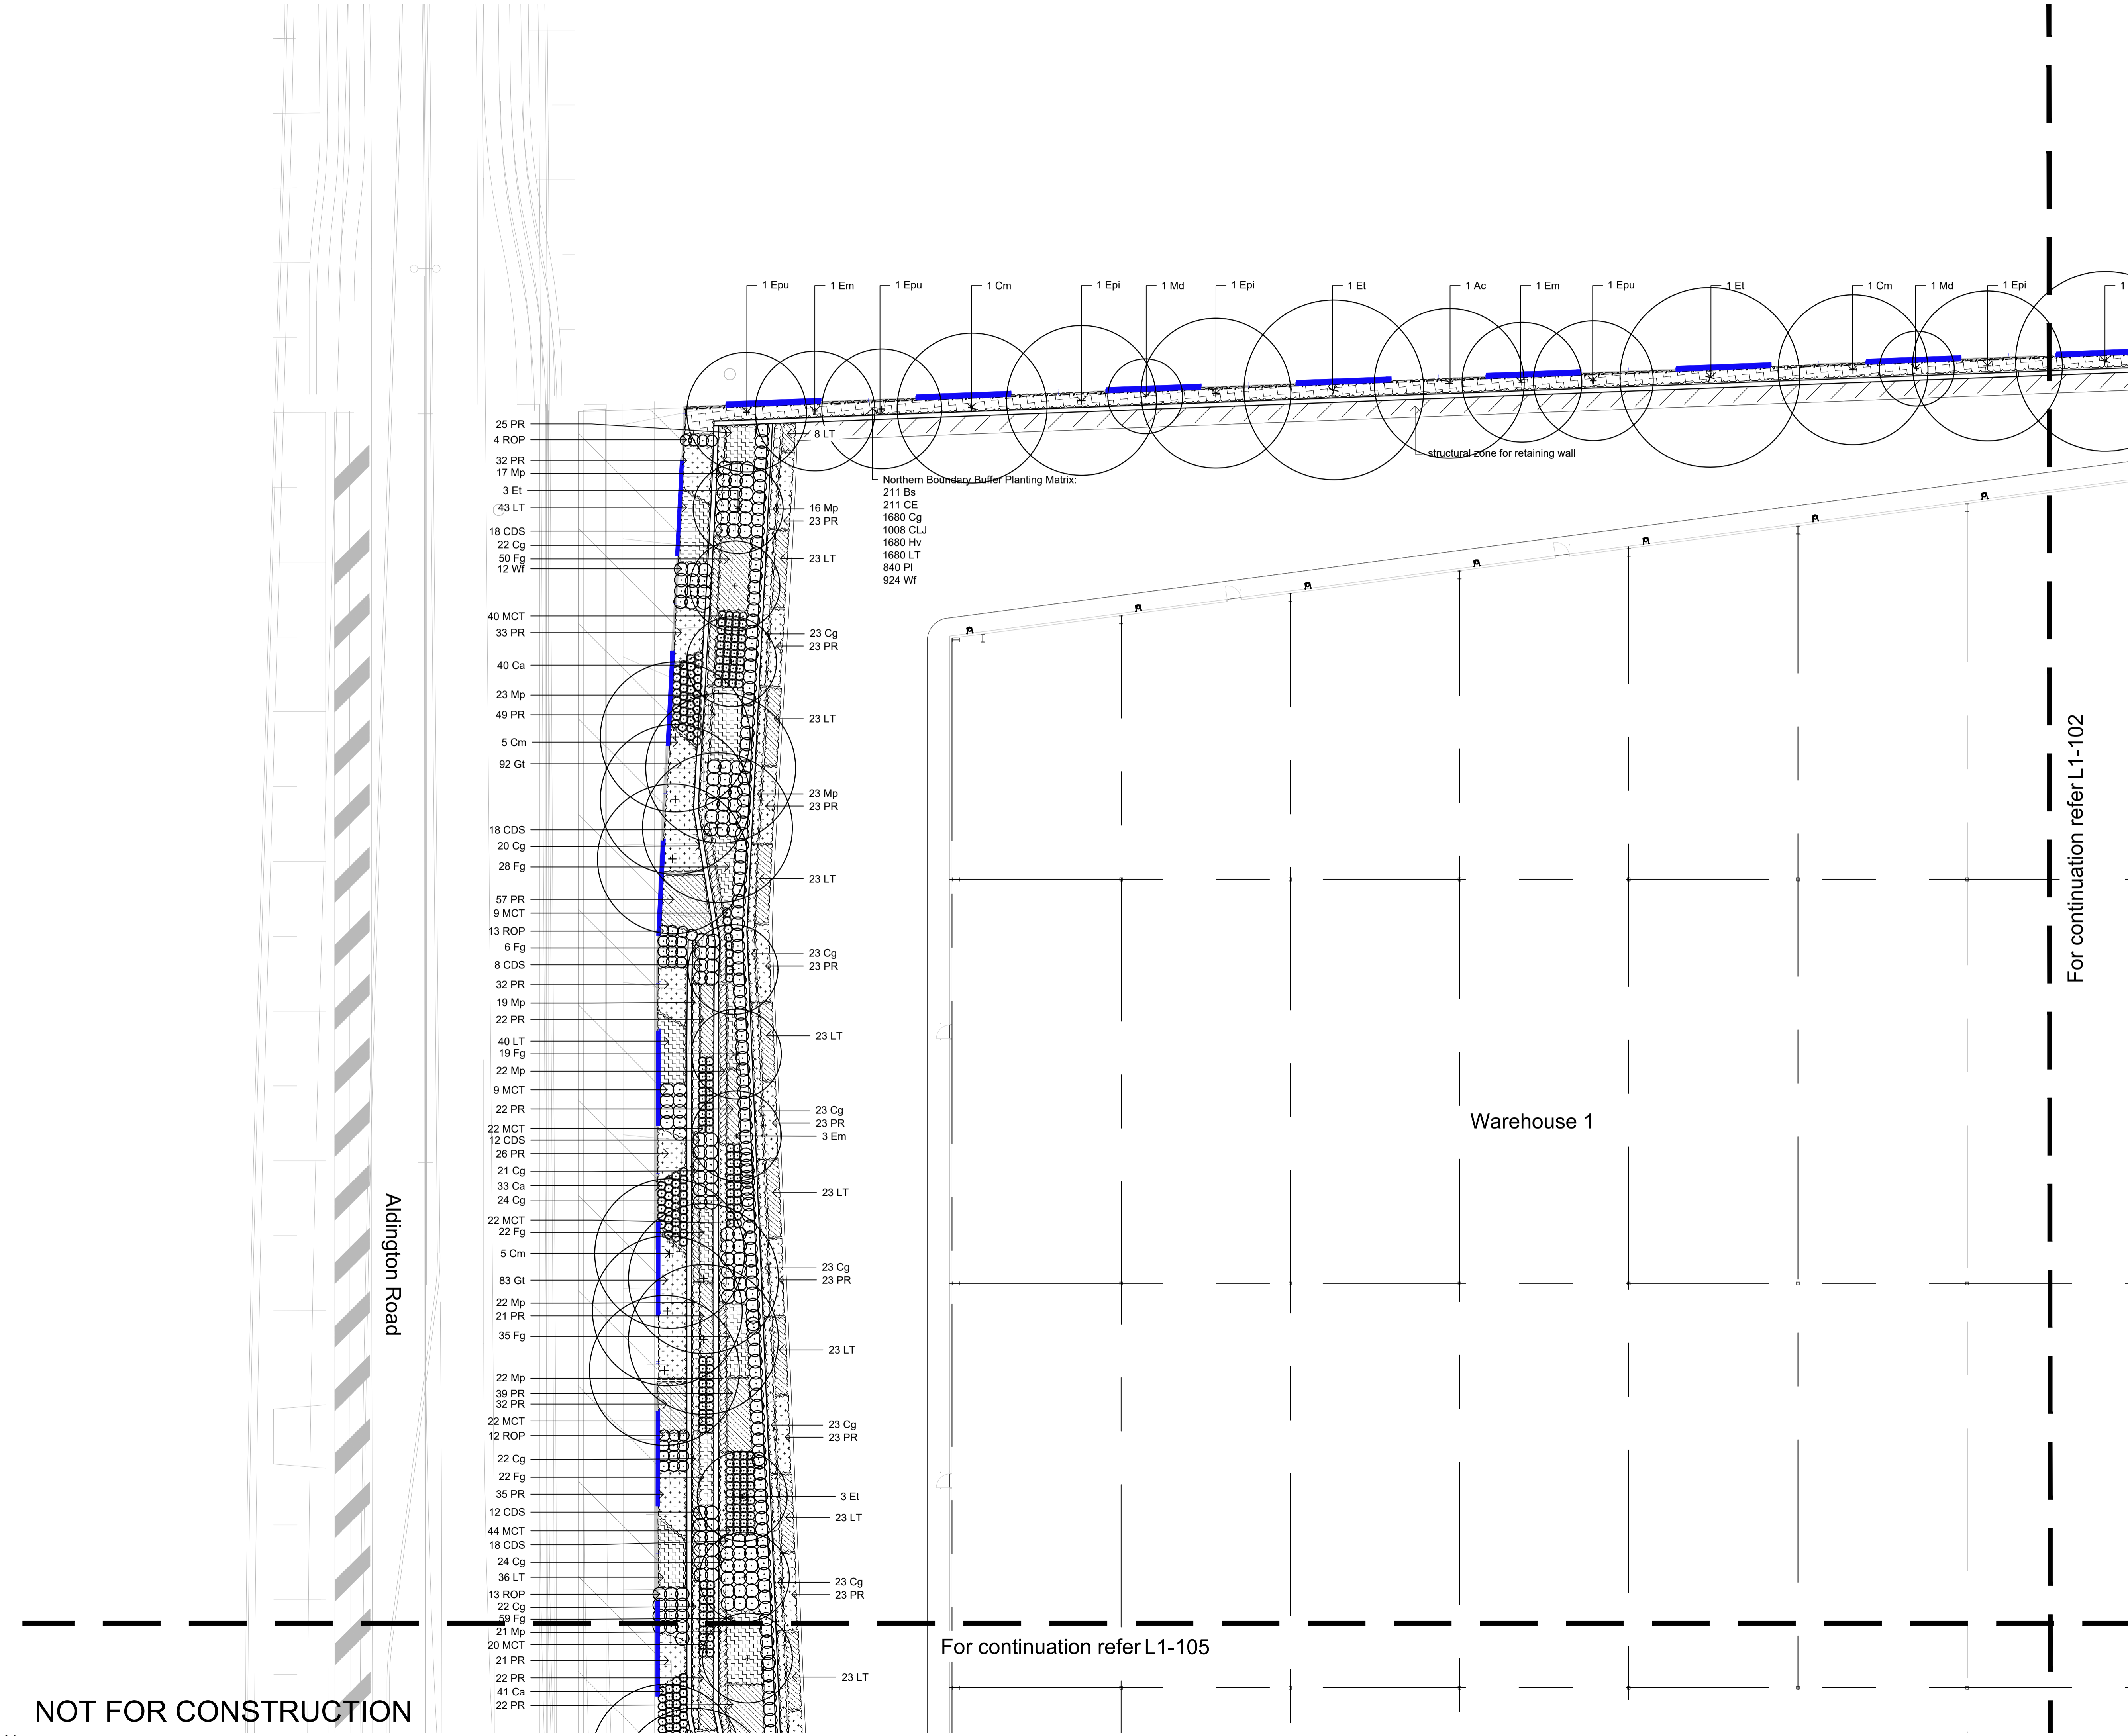 1 Epu
1 Em
1 Epu
1 Cm
1 Epi
1 Md
1 Epi
1 Et
1 Ac
1 Em
1 Epu
1 Et
1 Cm
1 Md
1 Epi
1
25 PR
4 ROP
32 PR
17 Mp
3 Et
43 LT
18 CDS
22 Cg
50 Fg
12 Wf
40 MCT
33 PR
40 Ca
23 Mp
49 PR
5 Cm
92 Gt
18 CDS
20 Cg
28 Fg
57 PR
9 MCT
13 ROP
6 Fg
8 CDS
32 PR
19 Mp
22 PR
40 LT
19 Fg
22 Mp
9 MCT
22 PR
22 MCT
12 CDS
26 PR
21 Cg
33 Ca
24 Cg
22 MCT
22 Fg
5 Cm
83 Gt
22 Mp
21 PR
35 Fg
22 Mp
39 PR
32 PR
22 MCT
12 ROP
22 Cg
22 Fg
35 PR
12 CDS
44 MCT
18 CDS
24 Cg
36 LT
13 ROP
22 Cg
59 Fg
21 Mp
20 MCT
21 PR
22 PR
41 Ca
22 PR
8 LT
16 Mp
23 PR
23 LT
23 Cg
23 PR
23 LT
23 Mp
23 PR
23 LT
23 Cg
23 PR
23 LT
23 Cg
23 PR
3 Em
23 LT
23 Cg
23 PR
23 LT
23 Cg
23 PR
3 Et
23 LT
23 Cg
23 PR
23 LT
Northern Boundary Buffer Planting Matrix:
211 Bs
211 CE
1680 Cg
1008 CLJ
1680 Hv
1680 LT
840 Pl
924 Wf
structural zone for retaining wall
Warehouse 1
Aldington Road
For continuation refer L1-102
For continuation refer L1-105
NOT FOR CONSTRUCTION